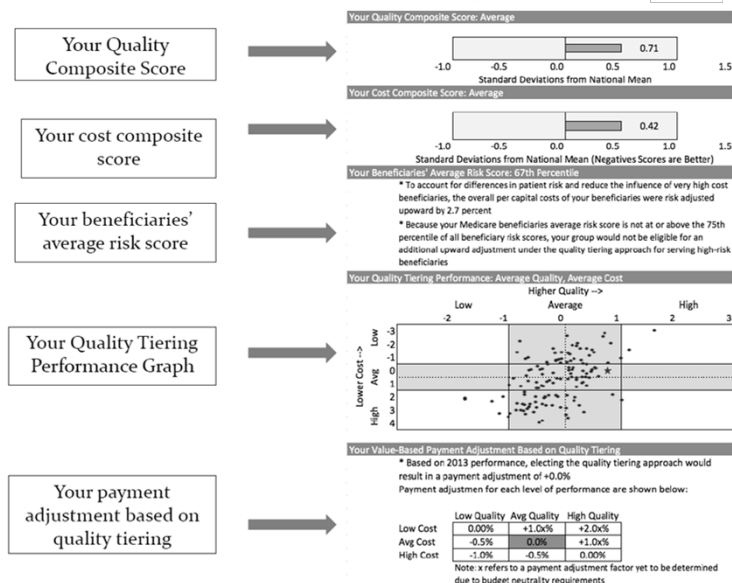 Your Quality
Composite Score
Your cost composite
score
Your beneficiaries'
average risk score
Your Quality Tiering
Performance Graph
Your payment
adjustment based on
quality tiering
Your Quality Composite Score: Average
0.71
-1.0 -0.5 0.0 0.5 1.0 1.5
Standard Deviations from National Mean
Your Cost Composite Score: Average
0.42
-1.0 -0.5 0.0 0.5 1.0 1.5
Standard Deviations from National Mean (Negatives Scores are Better)
Your Beneficiaries' Average Risk Score: 67th Percentile
* To account for differences in patient risk and reduce the influence of very high cost
beneficiaries, the overall per capital costs of your beneficiaries were risk adjusted
upward by 2.7 percent
* Because your Medicare beneficiaries average risk score is not at or above the 75th
percentile of all beneficiary risk scores, your group would not be eligible for an
additional upward adjustment under the quality tiering approach for serving high-risk
beneficiaries
Your Quality Tiering Performance: Average Quality, Average Cost
Higher Quality -->
Low Average High
-2 -1 0 1 2 3
Lower Cost -->
Low
Avg
High
-3
-2
-1
0
1
2
3
4
Your Value-Based Payment Adjustment Based on Quality Tiering
* Based on 2013 performance, electing the quality tiering approach would
result in a payment adjustment of +0.0%
Payment adjustmen for each level of performance are shown below:
Low Quality Avg Quality High Quality
Low Cost 0.00% +1.0x% +2.0x%
Avg Cost -0.5% 0.0% +1.0x%
High Cost -1.0% -0.5% 0.00%
Note: x refers to a payment adjustment factor yet to be determined
due to budget neutrality requirements